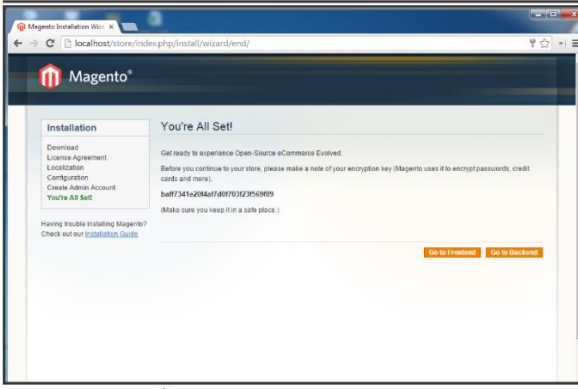 Magento Installation Wiz
localhost/store/index.php/install/wizard/end/
Magento®
Installation
Download
License Agreement
Localization
Configuration
Create Admin Account
You're All Set!
Having trouble installing Magento?
Check out our Installation Guide
You're All Set!
Get ready to experience Open-Source eCommerce Evolved.
Before you continue to your store, please make a note of your encryption key (Magento uses it to encrypt passwords, credit
cards and more).
(Make sure you keep it in a safe place.)
Go to Frontend
Go to Backend